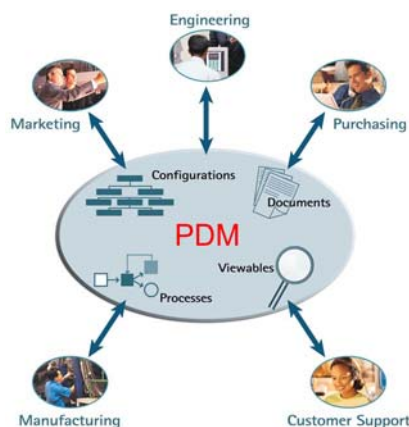 Engineering
Marketing
Purchasing
Configurations
Documents
PDM
Viewables
Processes
Manufacturing
Customer Support